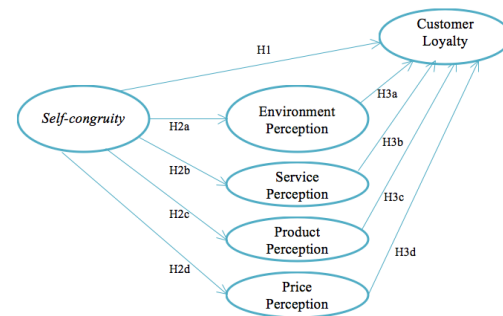 Customer
Loyalty
H1
Self-congruity
H2a
Environment
Perception
H3a
H2b
Service
Perception
H3b
H2c
Product
Perception
H3c
H2d
Price
Perception
H3d